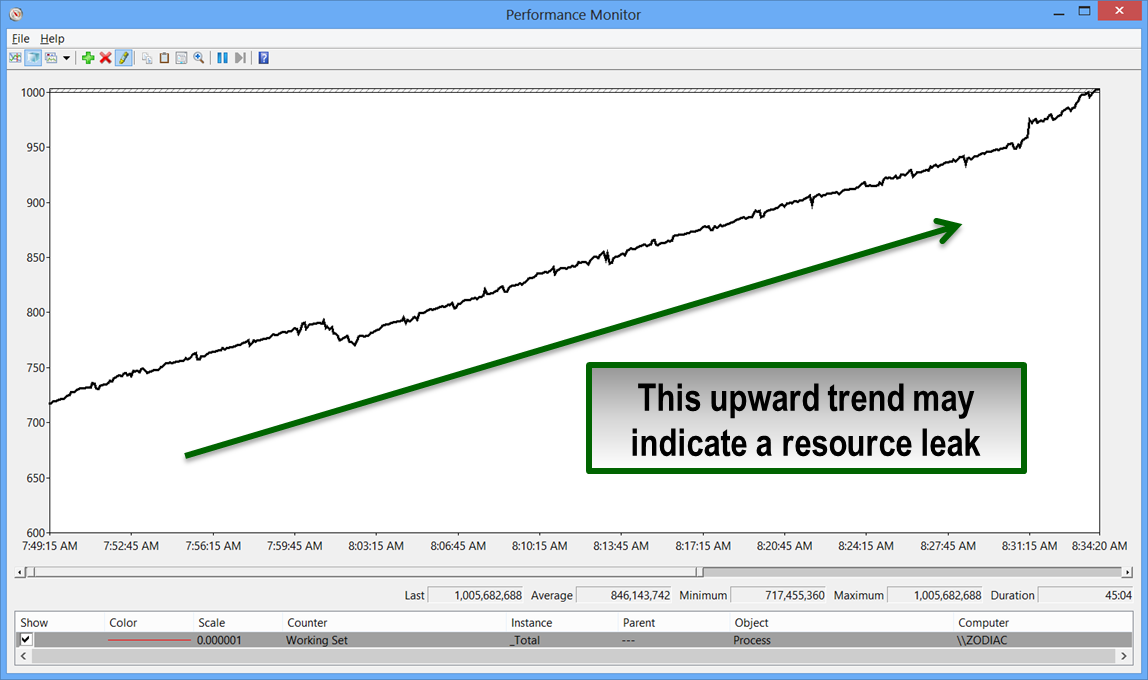 Performance Monitor
File Help
1000
950
900
850
800
750
700
650
600
This upward trend may
indicate a resource leak
7:49:15 AM 7:52:45 AM 7:56:15 AM 7:59:45 AM 8:03:15 AM 8:06:45 AM 8:10:15 AM 8:13:45 AM 8:17:15 AM 8:20:45 AM 8:24:15 AM 8:27:45 AM 8:31:15 AM 8:34:20 AM
Last 1,005,682,688 Average 846,143,742 Minimum 717,455,360 Maximum 1,005,682,688 Duration 45:04
Show Color Scale Counter Instance Parent Object Computer
0.000001 Working Set _Total --- Process \\ZODIAC